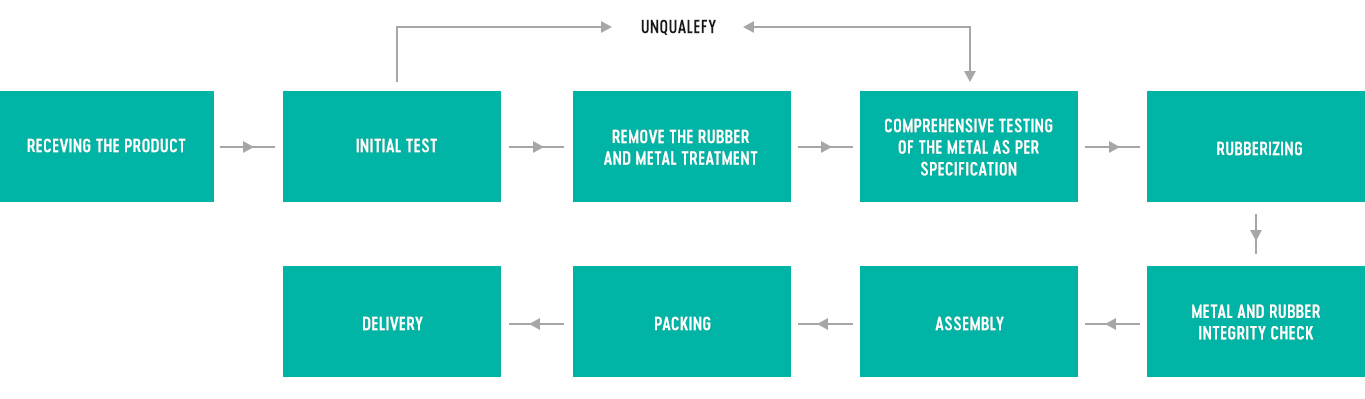 UNQUALEFY
RECEVING THE PRODUCT
INITIAL TEST
REMOVE THE RUBBER
AND METAL TREATMENT
COMPREHENSIVE TESTING
OF THE METAL AS PER
SPECIFICATION
RUBBERIZING
METAL AND RUBBER
INTEGRITY CHECK
ASSEMBLY
PACKING
DELIVERY